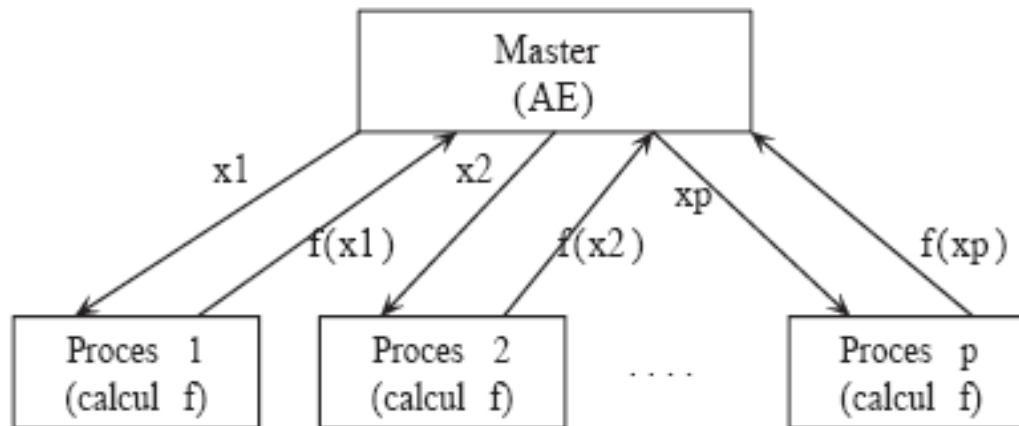 Master
(AE)
x1
x2
xp
f(x1)
f(x2)
f(xp)
Proces 1
(calcul f)
Proces 2
(calcul f)
. . . .
Proces p
(calcul f)